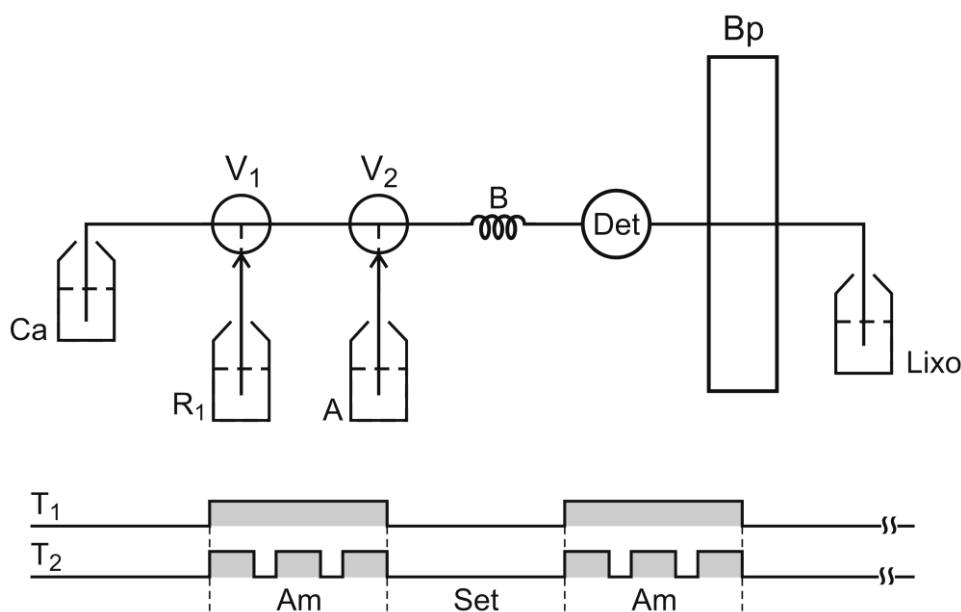 Bp
V₁ V₂
B
Det
Ca
R₁ A Lixo
T₁
T₂
Am Set Am